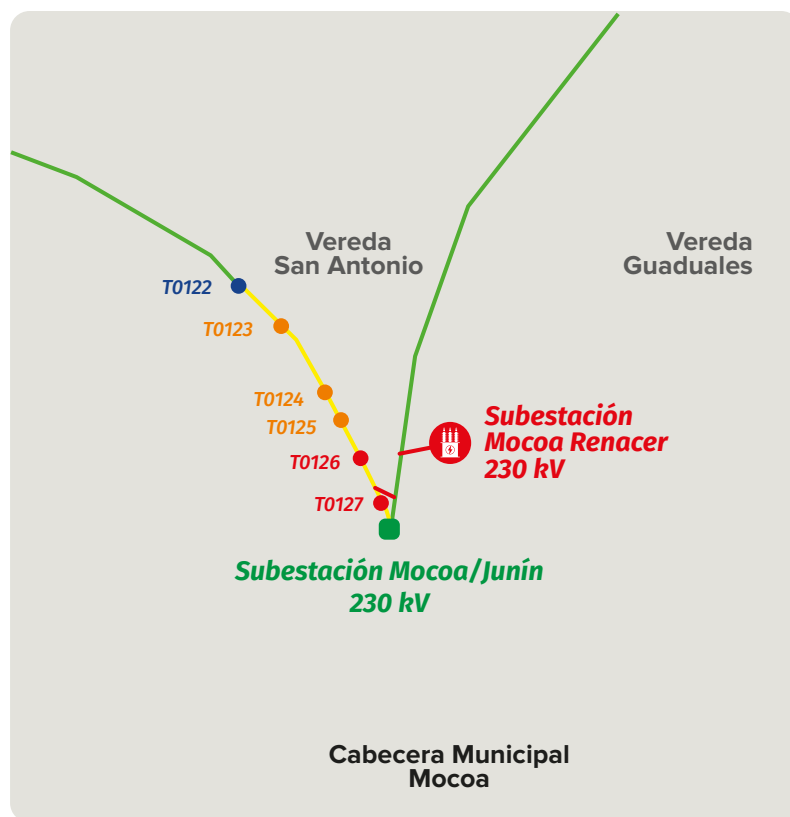 Vereda
San Antonio
Vereda
Guaduales
T0122
T0123
T0124
T0125
T0126
T0127
Subestación
Mocoa Renacer
230 kV
Subestación Mocoa/Junín
230 kV
Cabecera Municipal
Mocoa